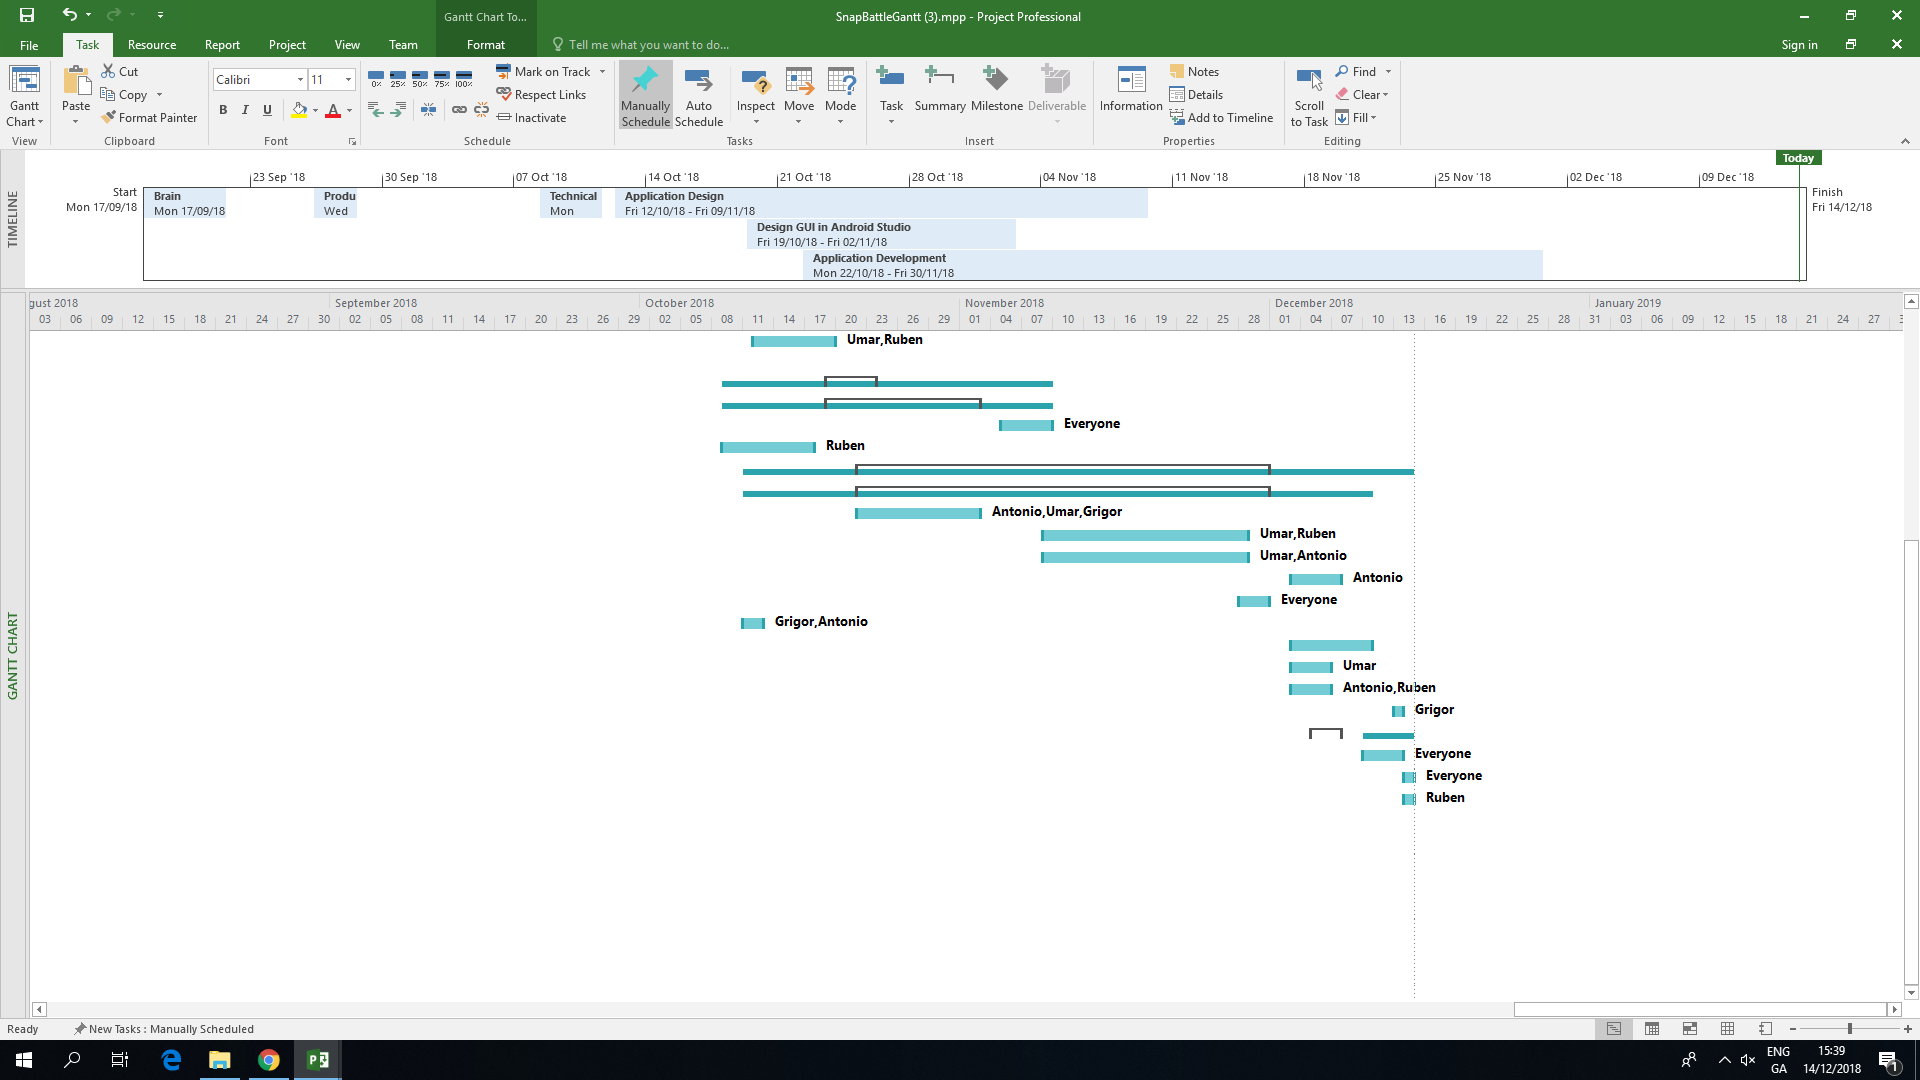 Gantt Chart To...
SnapBattleGantt (3).mpp - Project Professional
File Task Resource Report Project View Team Format Tell me what you want to do... Sign in
Gantt Chart
View
Paste
Cut
Copy
Format Painter
Clipboard
Calibri 11
B I U A
Font
0% 25% 50% 75% 100%
Mark on Track
Respect Links
Inactivate
Schedule
Manually Schedule
Auto Schedule
Inspect
Move
Mode
Tasks
Task
Summary
Milestone
Deliverable
Insert
Information
Notes
Details
Add to Timeline
Properties
Scroll to Task
Find
Clear
Fill
Editing
TIMELINE
Today
23 Sep '18 30 Sep '18 07 Oct '18 14 Oct '18 21 Oct '18 28 Oct '18 04 Nov '18 11 Nov '18 18 Nov '18 25 Nov '18 02 Dec '18 09 Dec '18
Start
Mon 17/09/18
Brain
Mon 17/09/18
Produ
Wed
Technical
Mon
Application Design
Fri 12/10/18 - Fri 09/11/18
Finish
Fri 14/12/18
Design GUI in Android Studio
Fri 19/10/18 - Fri 02/11/18
Application Development
Mon 22/10/18 - Fri 30/11/18
GANTT CHART
gust 2018 September 2018 October 2018 November 2018 December 2018 January 2019
03 06 09 12 15 18 21 24 27 30 02 05 08 11 14 17 20 23 26 29 02 05 08 11 14 17 20 23 26 29 01 04 07 10 13 16 19 22 25 28 01 04 07 10 13 16 19 22 25 28 31 03 06 09 12 15 18 21 24 27
Umar,Ruben
Everyone
Ruben
Antonio,Umar,Grigor
Umar,Ruben
Umar,Antonio
Antonio
Everyone
Grigor,Antonio
Umar
Antonio,Ruben
Grigor
Everyone
Everyone
Ruben
Ready New Tasks : Manually Scheduled
ENG
GA
15:39
14/12/2018
1